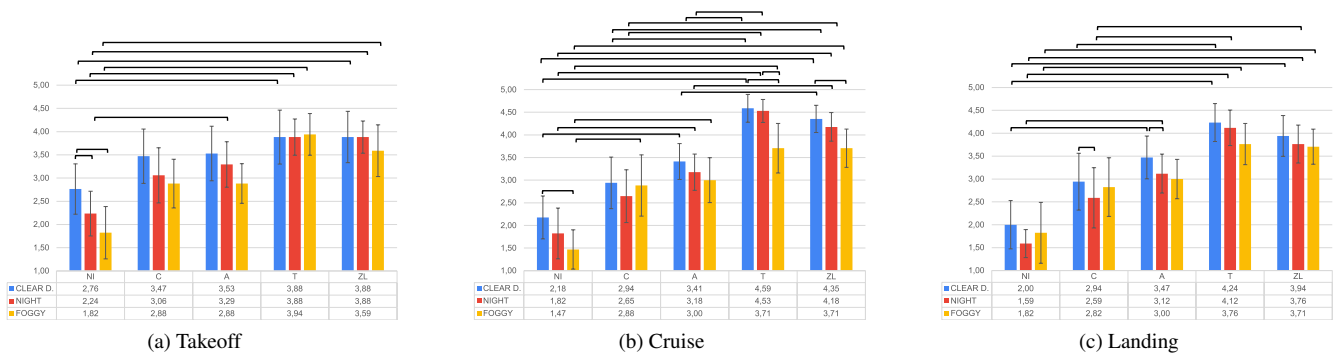 5,00
4,50
4,00
3,50
3,00
2,50
2,00
1,50
1,00
NI C A T ZL
CLEAR D. 2,76 3,47 3,53 3,88 3,88
NIGHT 2,24 3,06 3,29 3,88 3,88
FOGGY 1,82 2,88 2,88 3,94 3,59
(a) Takeoff
5,00
4,50
4,00
3,50
3,00
2,50
2,00
1,50
1,00
NI C A T ZL
CLEAR D. 2,18 2,94 3,41 4,59 4,35
NIGHT 1,82 2,65 3,18 4,53 4,18
FOGGY 1,47 2,88 3,00 3,71 3,71
(b) Cruise
5,00
4,50
4,00
3,50
3,00
2,50
2,00
1,50
1,00
NI C A T ZL
CLEAR D. 2,00 2,94 3,47 4,24 3,94
NIGHT 1,59 2,59 3,12 4,12 3,76
FOGGY 1,82 2,82 3,00 3,76 3,71
(c) Landing